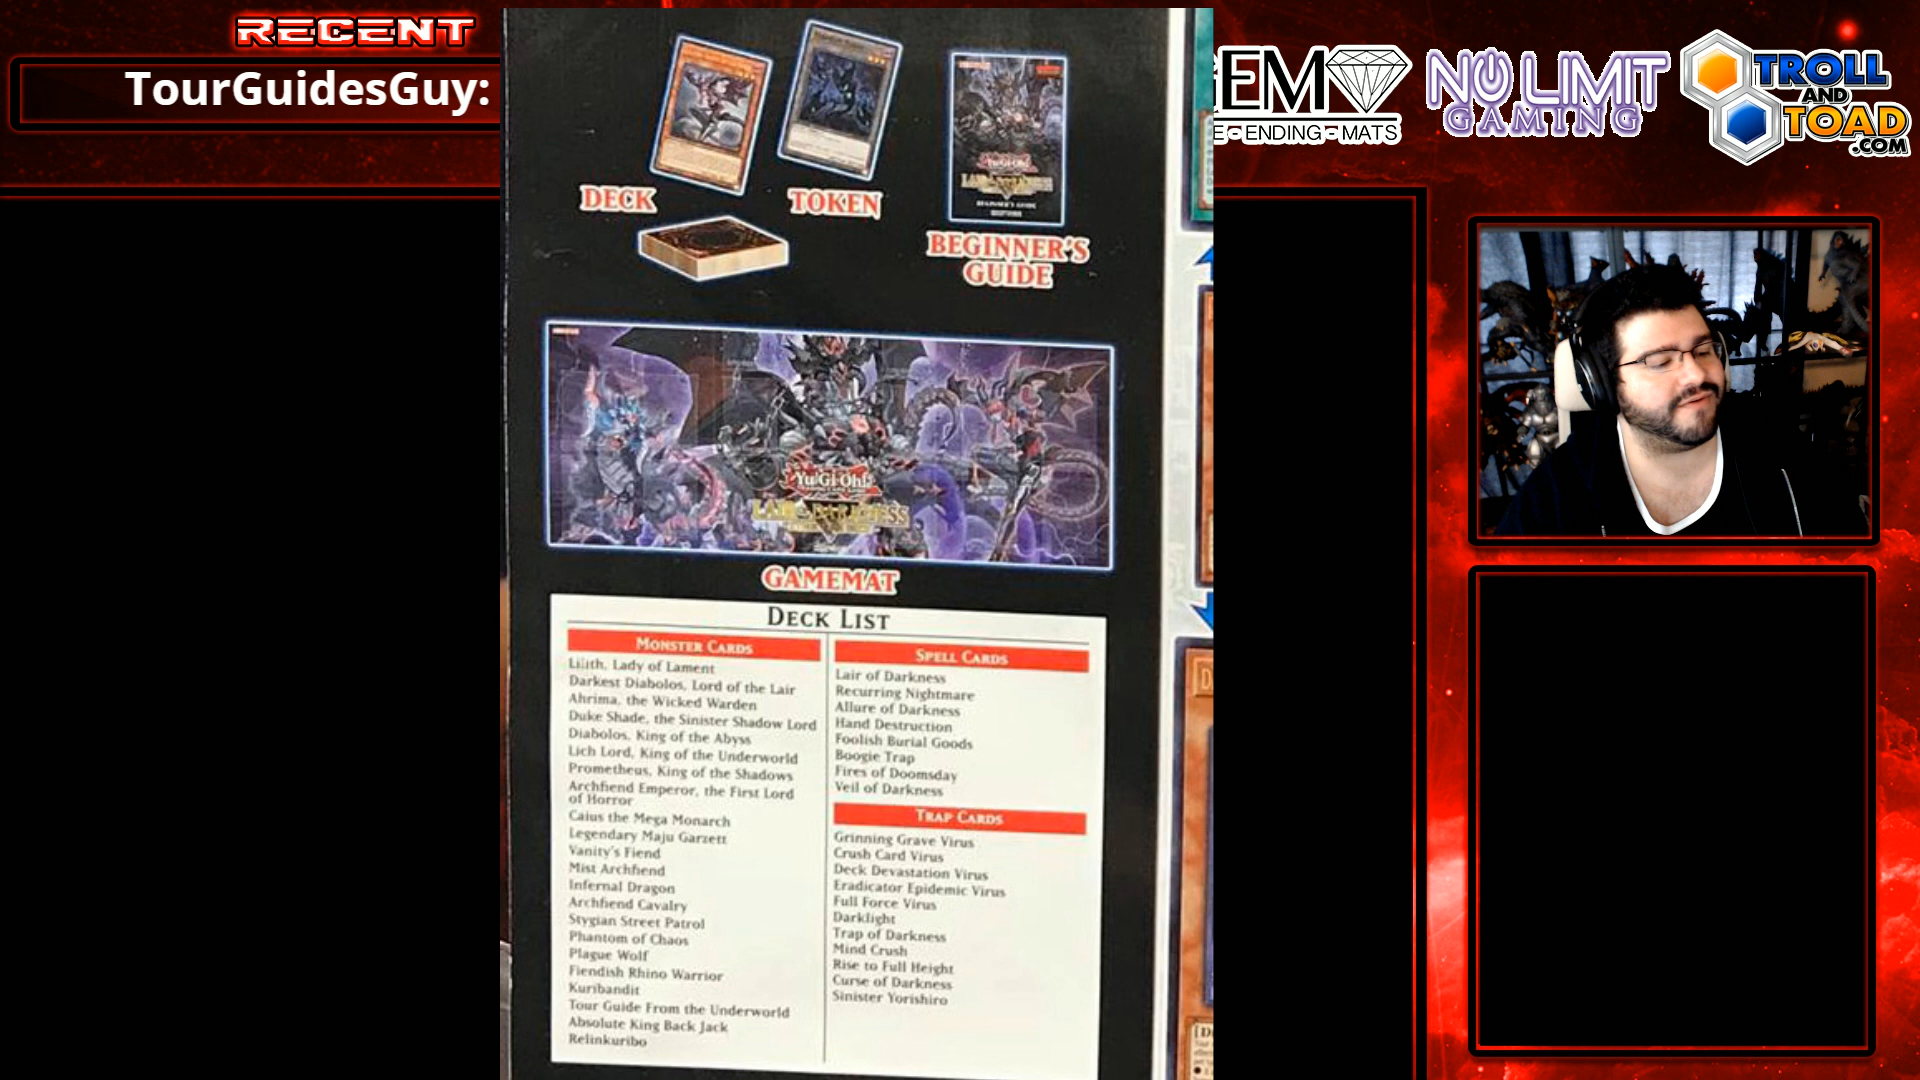 RECENT
TourGuidesGuy:
EM
E-ENDING-MATS
NO LIMIT
GAMING
TROLL
AND
TOAD
.COM
DECK
TOKEN
BEGINNER'S
GUIDE
Yu-Gi-Oh!
LAIR OF DARKNESS
GAMEMAT
DECK LIST
MONSTER CARDS
Lilith, Lady of Lament
Darkest Diabolos, Lord of the Lair
Ahrima, the Wicked Warden
Duke Shade, the Sinister Shadow Lord
Diabolos, King of the Abyss
Lich Lord, King of the Underworld
Prometheus, King of the Shadows
Archfiend Emperor, the First Lord
of Horror
Caius the Mega Monarch
Legendary Maju Garzett
Vanity's Fiend
Mist Archfiend
Infernal Dragon
Archfiend Cavalry
Stygian Street Patrol
Phantom of Chaos
Plague Wolf
Fiendish Rhino Warrior
Kuribandit
Tour Guide From the Underworld
Absolute King Back Jack
Relinkuribo
SPELL CARDS
Lair of Darkness
Recurring Nightmare
Allure of Darkness
Hand Destruction
Foolish Burial Goods
Boogie Trap
Fires of Doomsday
Veil of Darkness
TRAP CARDS
Grinning Grave Virus
Crush Card Virus
Deck Devastation Virus
Eradicator Epidemic Virus
Full Force Virus
Darklight
Trap of Darkness
Mind Crush
Rise to Full Height
Curse of Darkness
Sinister Yorishiro